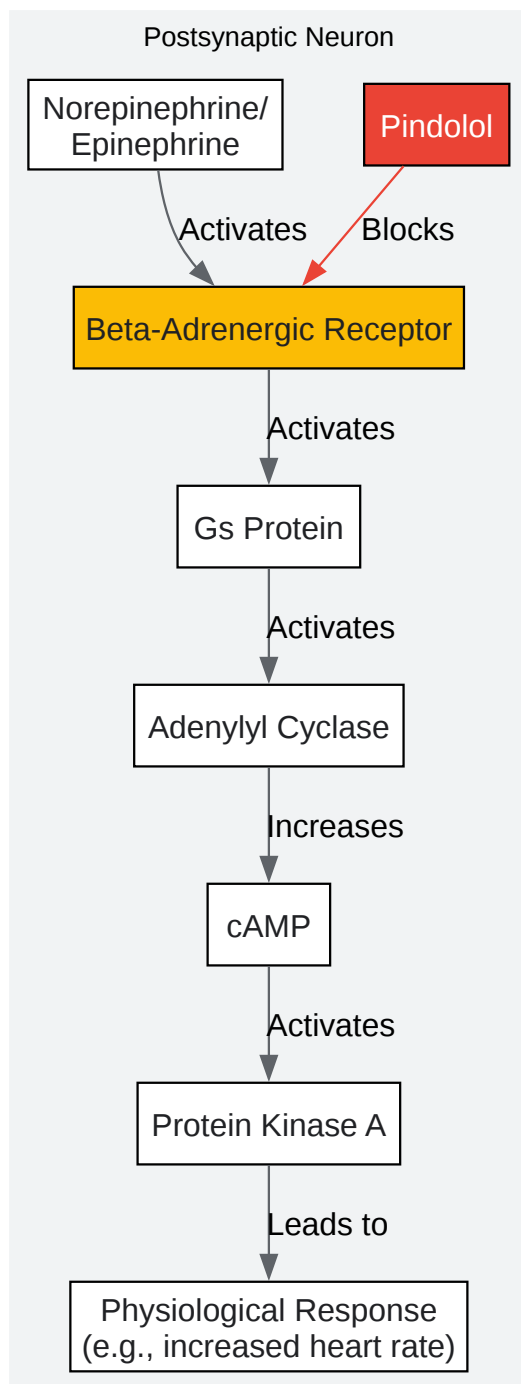 Postsynaptic Neuron
Norepinephrine/
Epinephrine
Pindolol
Activates
Blocks
Beta-Adrenergic Receptor
Activates
Gs Protein
Activates
Adenylyl Cyclase
Increases
cAMP
Activates
Protein Kinase A
Leads to
Physiological Response
(e.g., increased heart rate)